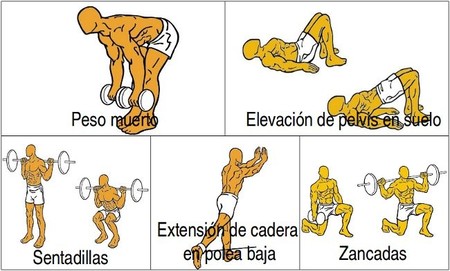 Peso muerto
Elevación de pelvis en suelo
Sentadillas
Extensión de cadera
en polea baja
Zancadas